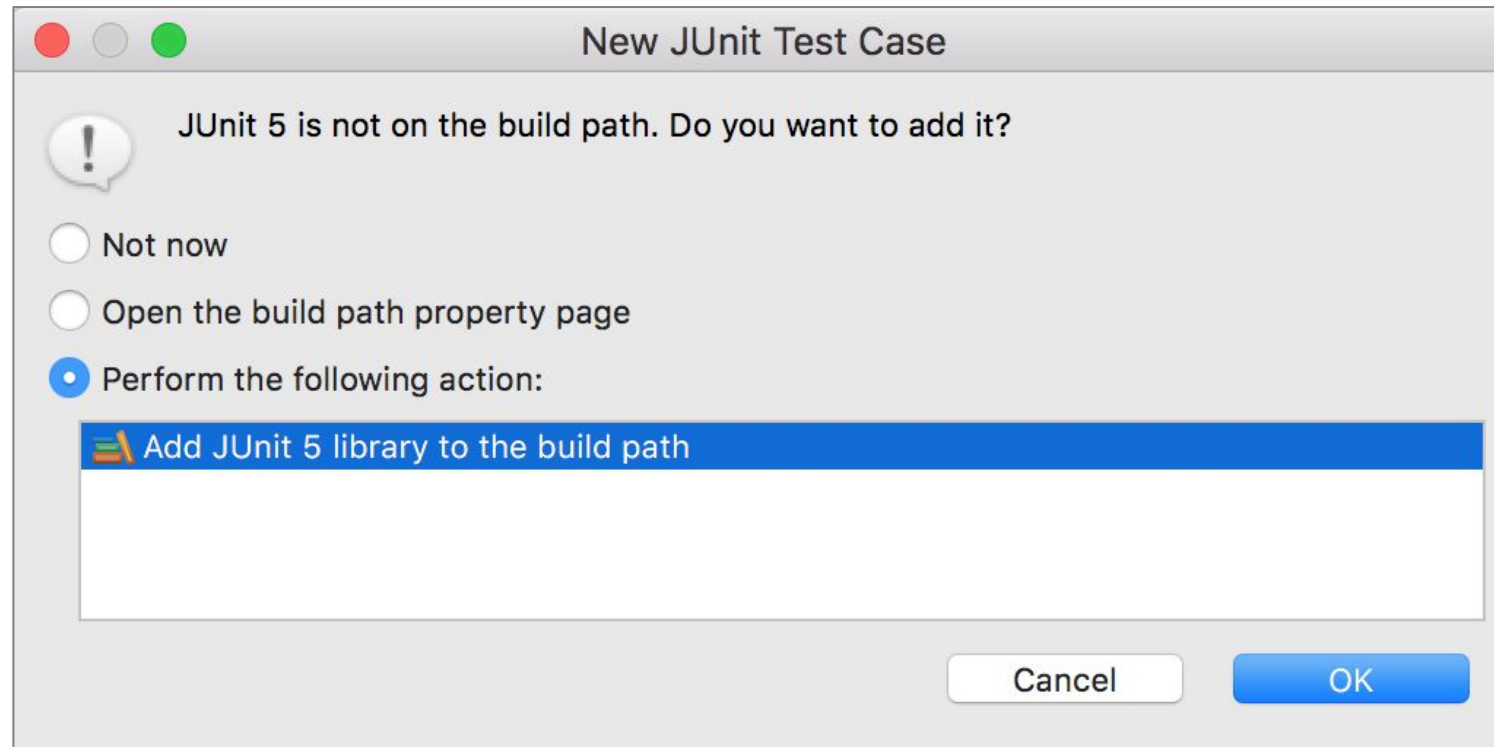 New JUnit Test Case
JUnit 5 is not on the build path. Do you want to add it?
Not now
Open the build path property page
Perform the following action:
Add JUnit 5 library to the build path
Cancel OK